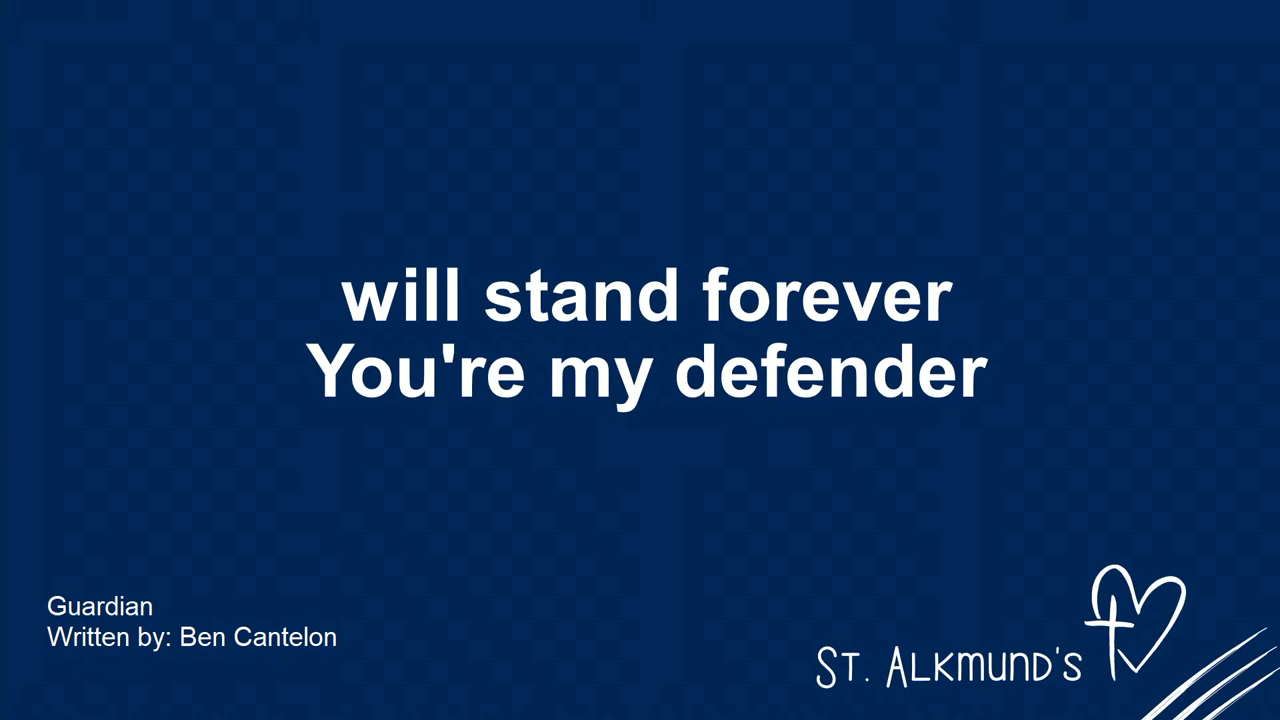 will stand forever
You're my defender
Guardian
Written by: Ben Cantelon
St. Alkmund's